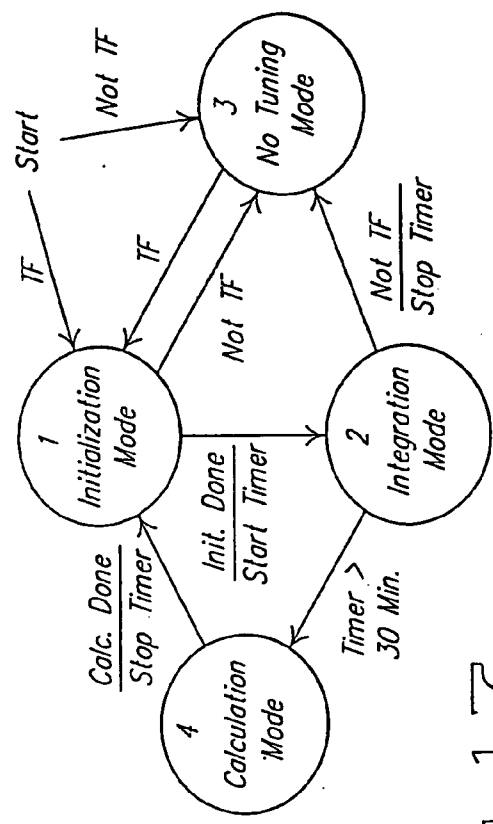 Start
TF
Not TF
1
Initialization
Mode
TF
Not TF
3
No Tuning
Mode
Calc. Done
Stop Timer
Init. Done
Start Timer
Not TF
Stop Timer
4
Calculation
Mode
Timer >
30 Min.
2
Integration
Mode